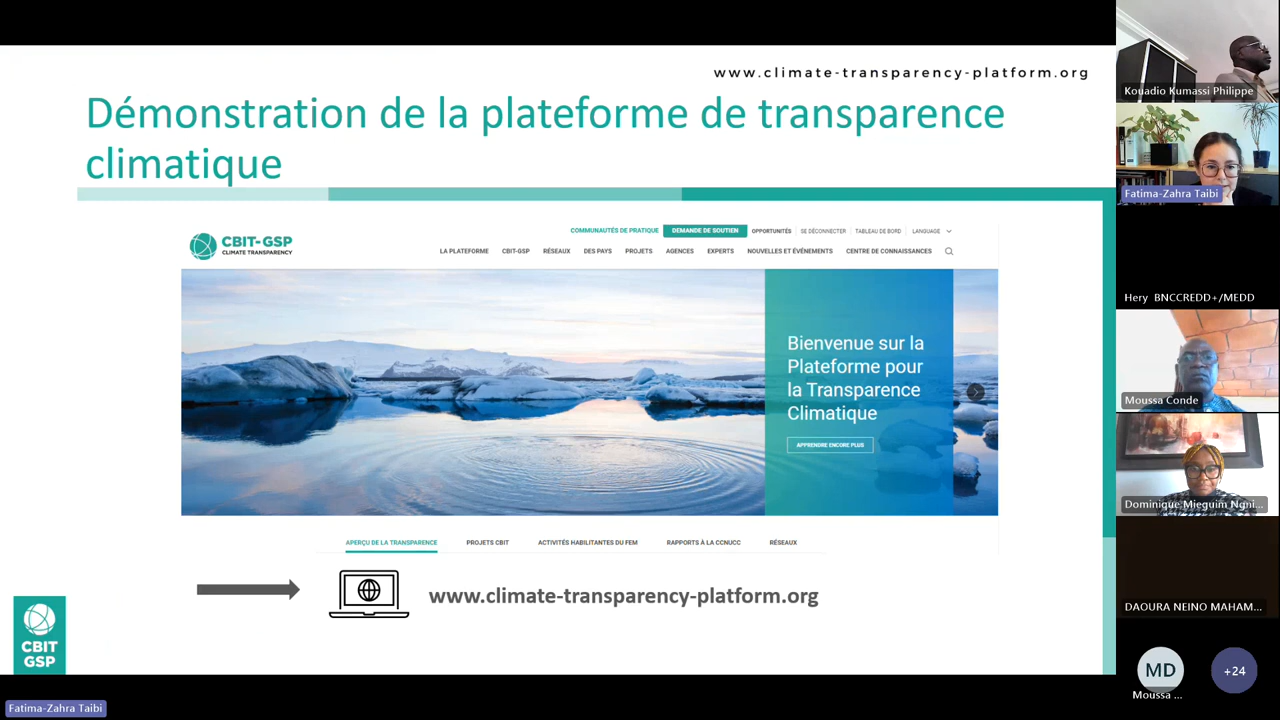 www.climate-transparency-platform.org
Démonstration de la plateforme de transparence
climatique
CBIT-GSP
CLIMATE TRANSPARENCY
COMMUNAUTÉS DE PRATIQUE DEMANDE DE SOUTIEN OPPORTUNITÉS SE DÉCONNECTER TABLEAU DE BORD LANGUAGE
LA PLATEFORME CBIT-GSP RÉSEAUX DES PAYS PROJETS AGENCES EXPERTS NOUVELLES ET ÉVÉNEMENTS CENTRE DE CONNAISSANCES
Bienvenue sur la
Plateforme pour
la Transparence
Climatique
APPRENDRE ENCORE PLUS
APERÇU DE LA TRANSPARENCE PROJETS CBIT ACTIVITÉS HABILITANTES DU FEM RAPPORTS À LA CCNUCC RÉSEAUX
www.climate-transparency-platform.org
CBIT
GSP
Fatima-Zahra Taibi
Kouadio Kumassi Philippe
Fatima-Zahra Taibi
Hery BNCCREDD+/MEDD
Moussa Conde
Dominique Mieguim Ngni...
DAOURA NEINO MAHAM...
MD
Moussa ...
+24